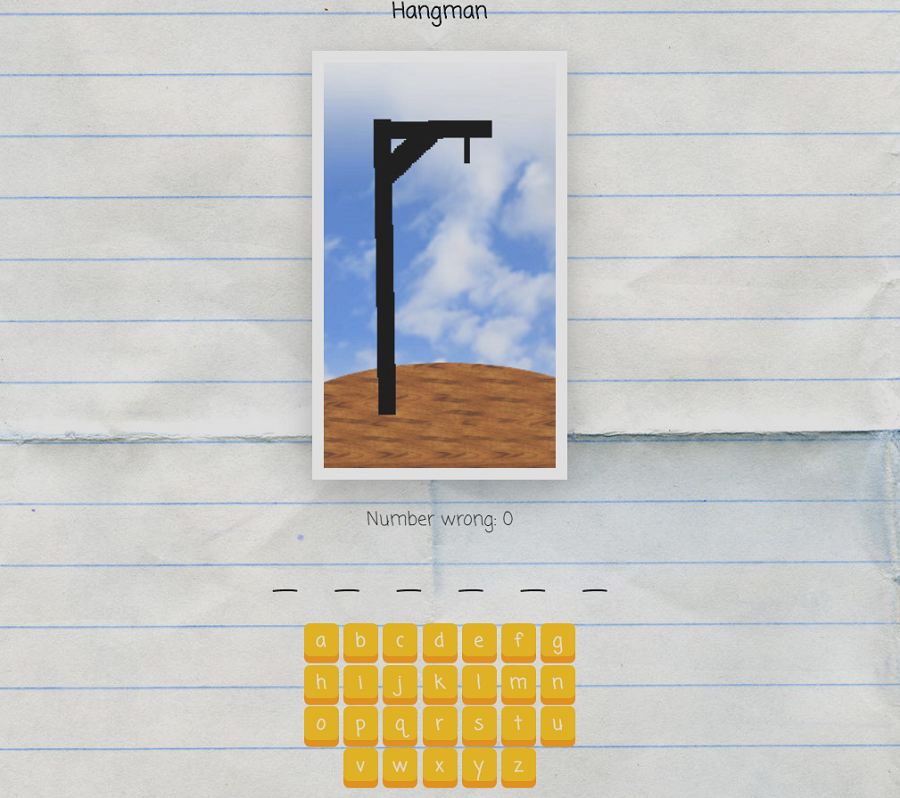 Hangman
Number wrong: 0
_ _ _ _ _ _
a b c d e f g
h i j k l m n
o p q r s t u
v w x y z